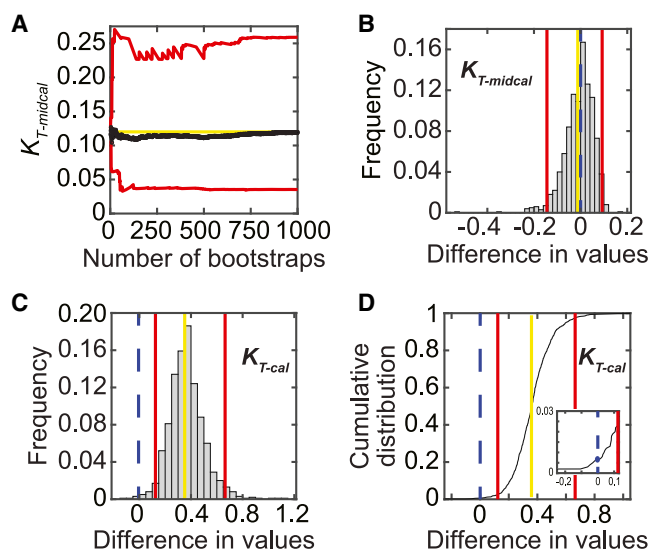 A
K_T-midcal
0.25
0.20
0.15
0.10
0.05
0
0 250 500 750 1000
Number of bootstraps
B
K_T-midcal
Frequency
0.16
0.12
0.08
0.04
0
-0.4 -0.2 0 0.2
Difference in values
C
K_T-cal
Frequency
0.20
0.16
0.12
0.08
0.04
0
0 0.4 0.8 1.2
Difference in values
D
K_T-cal
Cumulative
distribution
1
0.8
0.6
0.4
0.2
0
0 0.4 0.8
Difference in values
0.03
0
-0.2 0 0.1